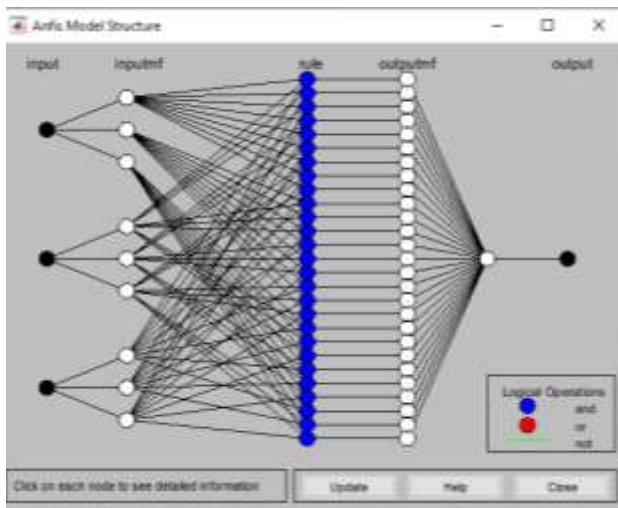 Anfis Model Structure
input inputmf rule outputmf output
Logical Operations
and
or
not
Click on each node to see detailed information
Update Help Close